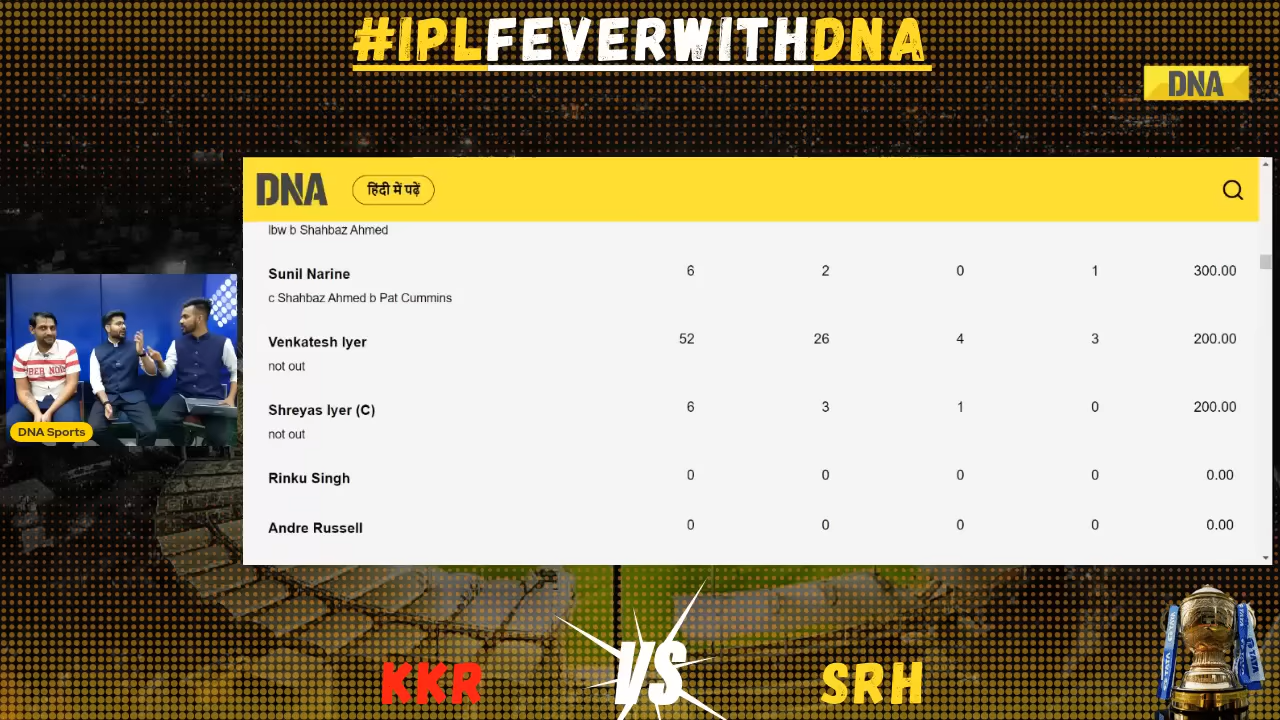 #IPLFEVERWITHDNA
DNA
DNA हिंदी में पढ़ें
lbw b Shahbaz Ahmed
Sunil Narine 6 2 0 1 300.00
c Shahbaz Ahmed b Pat Cummins
Venkatesh Iyer 52 26 4 3 200.00
not out
Shreyas Iyer (C) 6 3 1 0 200.00
not out
Rinku Singh 0 0 0 0 0.00
Andre Russell 0 0 0 0 0.00
DNA Sports
KKR VS SRH
TATA